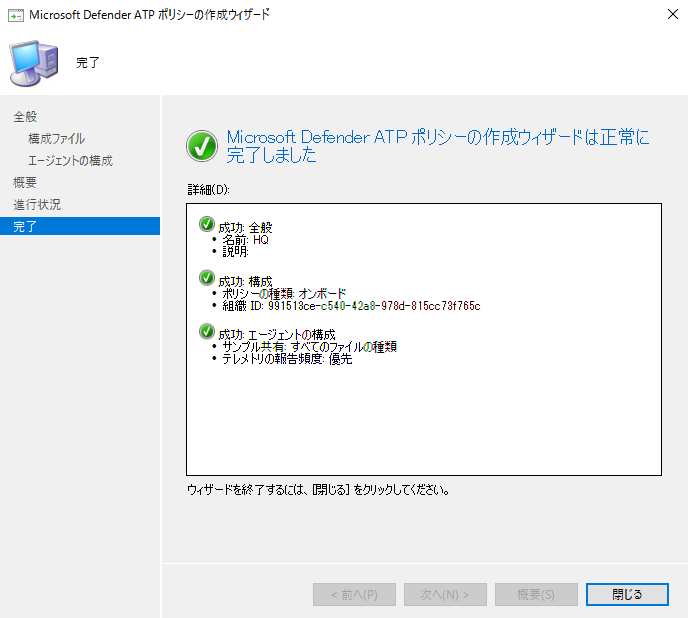 Microsoft Defender ATP ポリシーの作成ウィザード
完了
全般
構成ファイル
エージェントの構成
概要
進行状況
完了
Microsoft Defender ATP ポリシーの作成ウィザードは正常に
完了しました
詳細(D):
成功: 全般
• 名前: HQ
• 説明:
成功: 構成
• ポリシーの種類: オンボード
• 組織 ID: 991513ce-c540-42a8-978d-815cc73f765c
成功: エージェントの構成
• サンプル共有: すべてのファイルの種類
• テレメトリの報告頻度: 優先
ウィザードを終了するには、[閉じる] をクリックしてください。
< 前へ(P)
次へ(N) >
概要(S)
閉じる